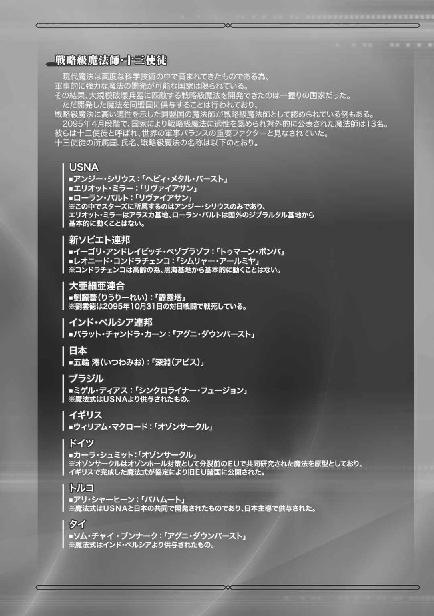 戦略級魔法師・十三使徒
現代魔法は高度な科学技術の中で育まれてきたものである為、
軍事的に強力な魔法の開発が可能な国家は限られている。
その結果、大規模破壊兵器に匹敵する戦略級魔法を開発できたのは一握りの国家だった。
ただ開発した魔法を同盟国に供与することは行われており、
戦略級魔法に高い適性を示した同盟国の魔法師が戦略級魔法師として認められている例もある。
2095年4月段階で、国家により戦略級魔法に適性を認められ対外的に公表された魔法師は13名。
彼らは十三使徒と呼ばれ、世界の軍事バランスの重要ファクターと見なされていた。
十三使徒の所属国、氏名、戦略級魔法の名称は以下のとおり。
USNA
■アンジー・シリウス:「ヘビィ・メタル・バースト」
■エリオット・ミラー:「リヴァイアサン」
■ローラン・バルト:「リヴァイアサン」
※この中でスターズに所属するのはアンジー・シリウスのみであり、
エリオット・ミラーはアラスカ基地、ローラン・バルトは国外のジブラルタル基地から
基本的に動くことはない。
新ソビエト連邦
■イーゴリ・アンドレイビッチ・ベゾブラゾフ:「トゥマーン・ボンバ」
■レオニード・コンドラチェンコ:「シムリャー・アールミヤ」
※コンドラチェンコは高齢の為、黒海基地から基本的に動くことはない。
大亜細亜連合
■劉雲徳(りうゆんでー):「霹靂塔」
※劉雲徳は2095年10月31日の対日戦闘で戦死している。
インド・ペルシア連邦
■バラット・チャンドラ・カーン:「アグニ・ダウンバースト」
日本
■五輪 澪(いつわみお):「深淵(アビス)」
ブラジル
■ミゲル・ディアス:「シンクロライナー・フュージョン」
※魔法式はUSNAより供与されたもの。
イギリス
■ウィリアム・マクロード:「オゾンサークル」
ドイツ
■カーラ・シュミット:「オゾンサークル」
※オゾンサークルはオゾンホール対策として分裂前のEUで共同研究された魔法を原型としており、
イギリスで完成した魔法式が協定により旧EU諸国に公開された。
トルコ
■アリ・シャーヒーン:「バハムート」
※魔法式はUSNAと日本の共同で開発されたものであり、日本主導で供与された。
タイ
■ソム・チャイ・ブンナーク:「アグニ・ダウンバースト」
※魔法式はインド・ペルシアより供与されたもの。